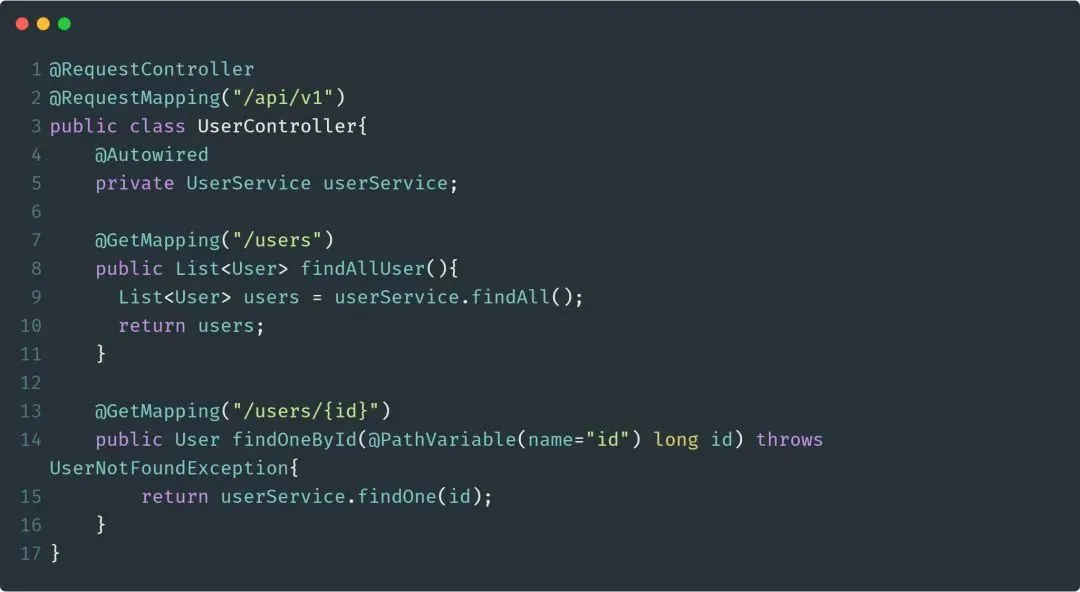 1 @RequestController
2 @RequestMapping("/api/v1")
3 public class UserController{
4     @Autowired
5     private UserService userService;
6
7     @GetMapping("/users")
8     public List<User> findAllUser(){
9       List<User> users = userService.findAll();
10       return users;
11     }
12
13     @GetMapping("/users/{id}")
14     public User findOneById(@PathVariable(name="id") long id) throws
UserNotFoundException{
15         return userService.findOne(id);
16     }
17 }